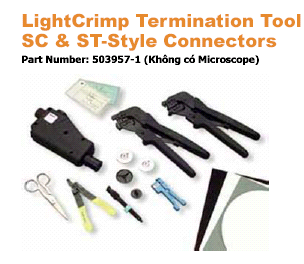 LightCrimp Termination Tool
SC & ST-Style Connectors
Part Number: 503957-1 (Không có Microscope)